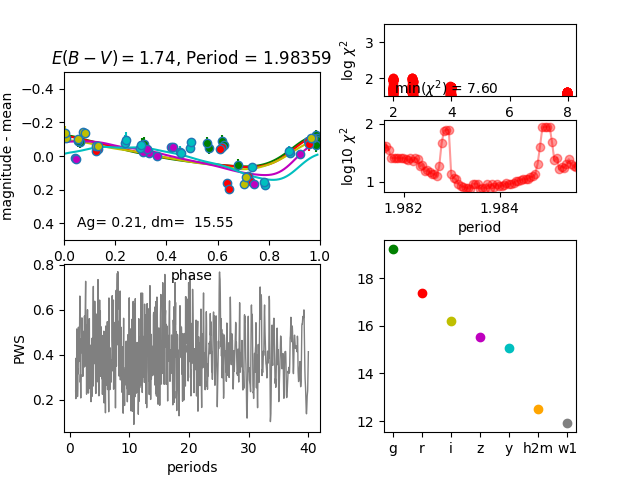 E(B − V) = 1.74, Period = 1.98359
magnitude - mean
−0.4
−0.2
0.0
0.2
0.4
Ag= 0.21, dm=  15.55
0.0 0.2 0.4 0.6 0.8 1.0
phase
log χ²
3
2
min(χ²) = 7.60
2 4 6 8
log10 χ²
2
1
1.982 1.984
period
PWS
0.8
0.6
0.4
0.2
0 10 20 30 40
periods
18
16
14
12
g r i z y h2m w1